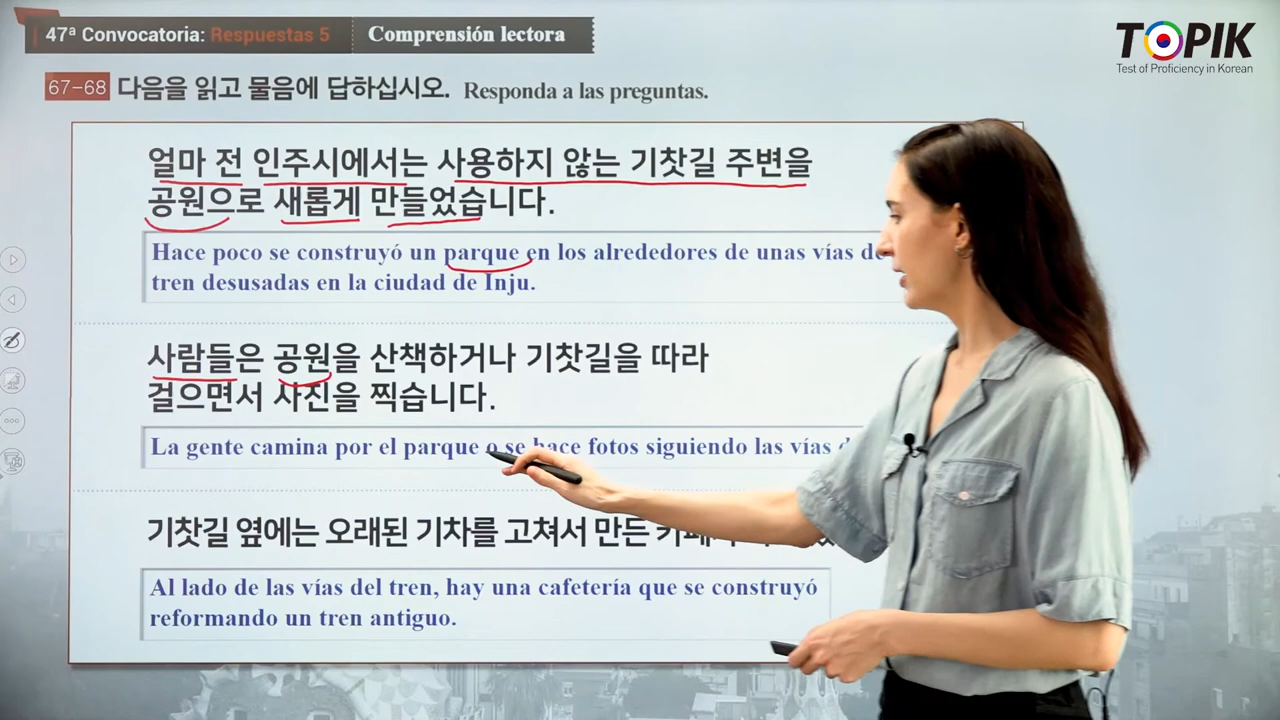 47ª Convocatoria: Respuestas 5 Comprensión lectora
TOPIK
Test of Proficiency in Korean
67-68 다음을 읽고 물음에 답하십시오. Responda a las preguntas.
얼마 전 인주시에서는 사용하지 않는 기찻길 주변을
공원으로 새롭게 만들었습니다.
Hace poco se construyó un parque en los alrededores de unas vías
tren desusadas en la ciudad de Inju.
사람들은 공원을 산책하거나 기찻길을 따라
걸으면서 사진을 찍습니다.
La gente camina por el parque o se hace fotos siguiendo las vías
기찻길 옆에는 오래된 기차를 고쳐서 만든
Al lado de las vías del tren, hay una cafetería que se construyó
reformando un tren antiguo.